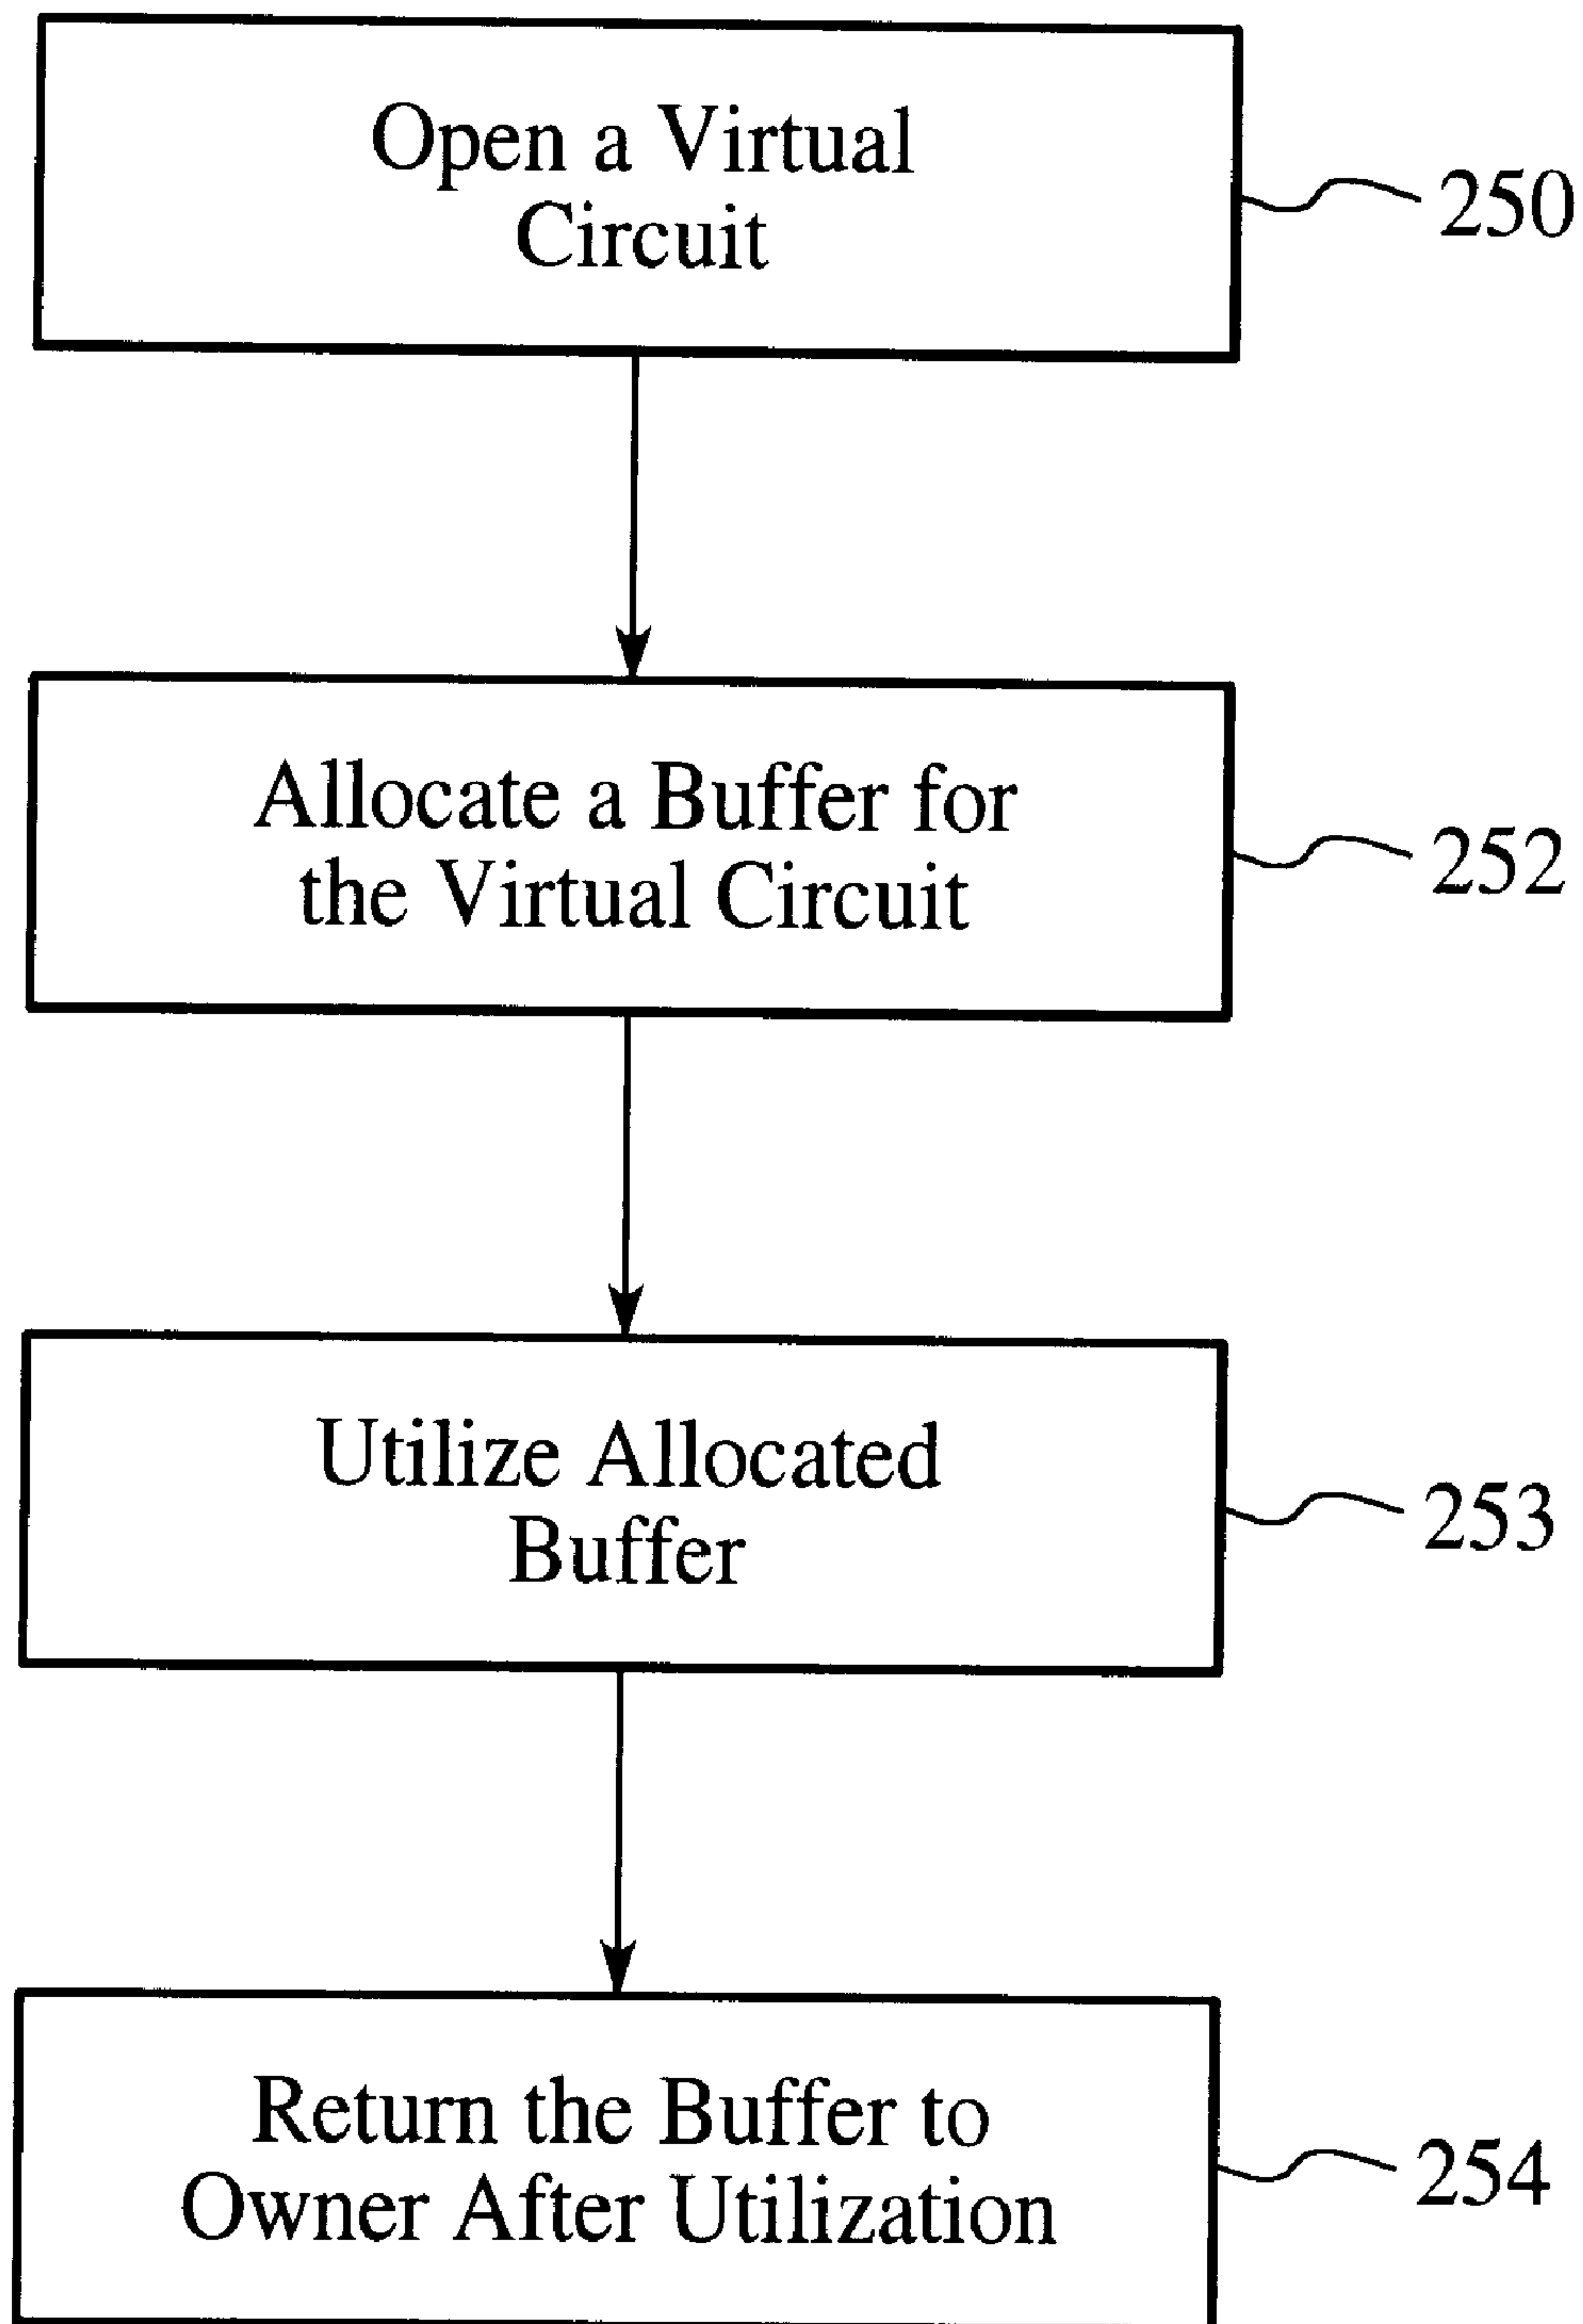 Open a Virtual
Circuit
250
Allocate a Buffer for
the Virtual Circuit
252
Utilize Allocated
Buffer
253
Return the Buffer to
Owner After Utilization
254